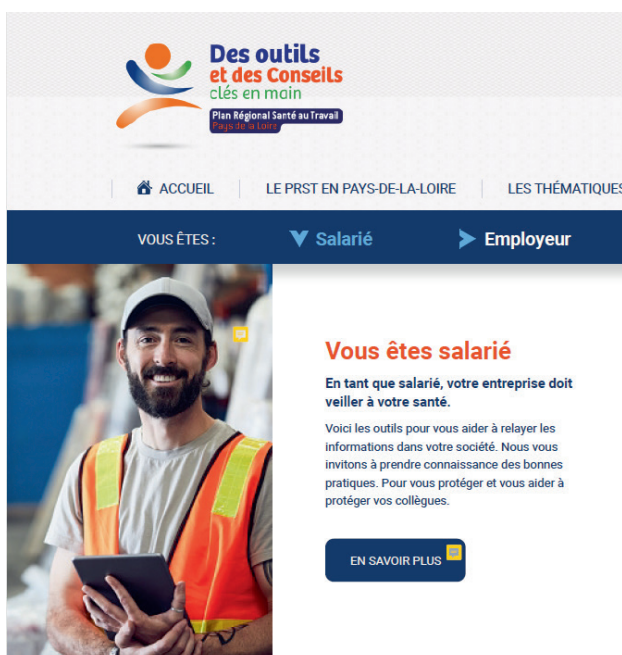 Des outils
et des Conseils
clés en main
Plan Régional Santé au Travail
Pays de la Loire
ACCUEIL
LE PRST EN PAYS-DE-LA-LOIRE
LES THÉMATIQUES
VOUS ÊTES :
Salarié
Employeur
Vous êtes salarié
En tant que salarié, votre entreprise doit
veiller à votre santé.
Voici les outils pour vous aider à relayer les
informations dans votre société. Nous vous
invitons à prendre connaissance des bonnes
pratiques. Pour vous protéger et vous aider à
protéger vos collègues.
EN SAVOIR PLUS